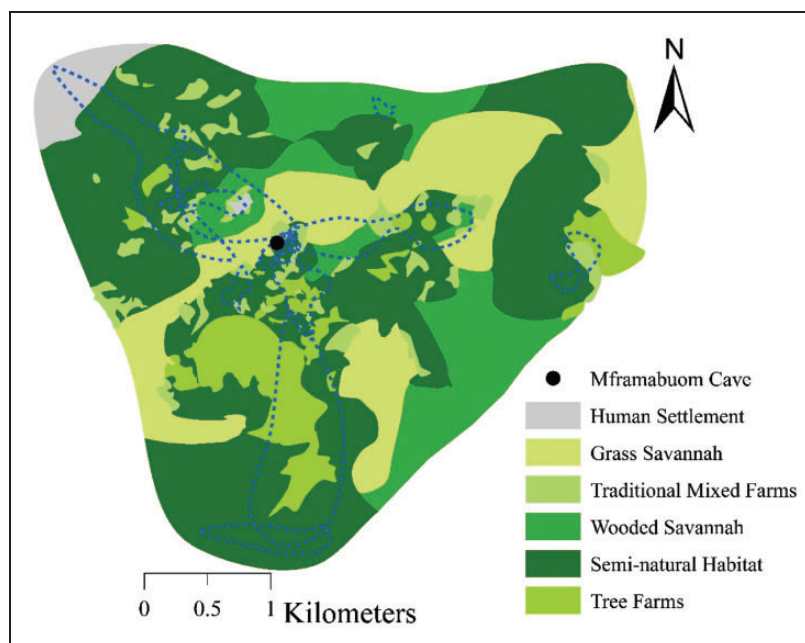 N
Mframabuom Cave
Human Settlement
Grass Savannah
Traditional Mixed Farms
Wooded Savannah
Semi-natural Habitat
Tree Farms
0 0.5 1 Kilometers